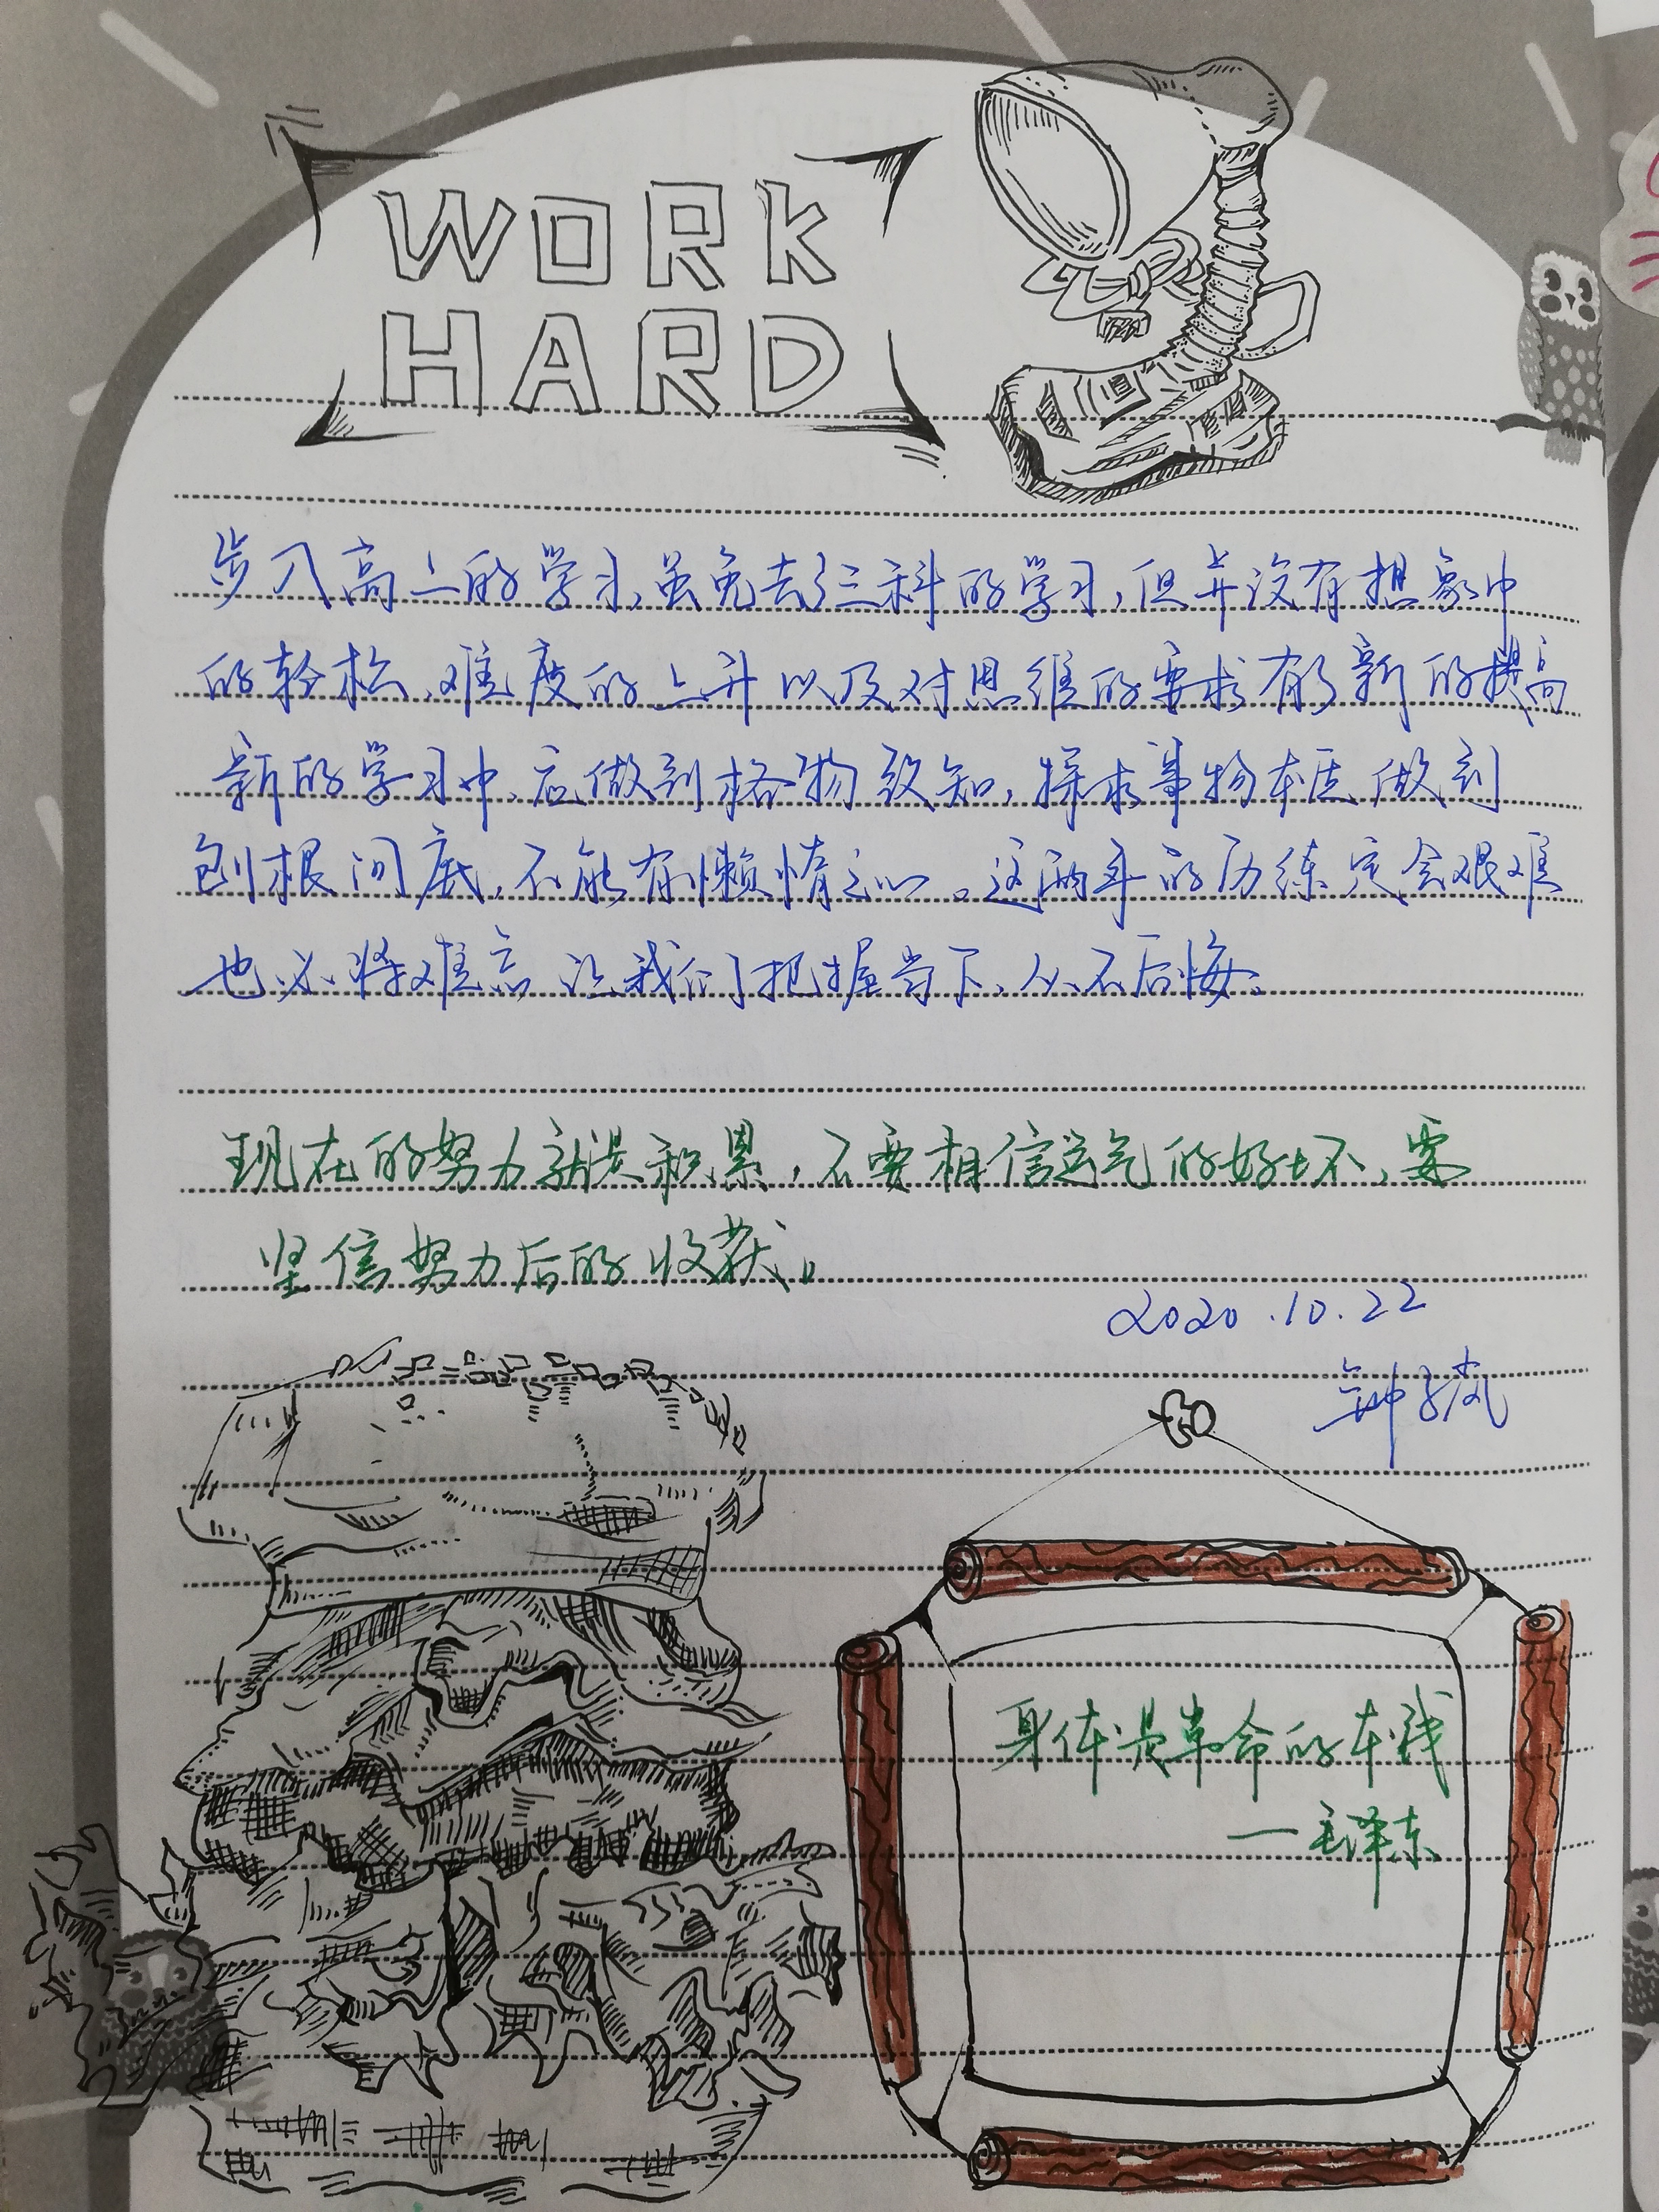 WORK
HARD
步入高二的学习,虽免去了三科的学习,但并没有想象中
的轻松,难度的上升以及对思维的要求有了新的提高
新的学习中,应做到格物致知,探求事物本质,做到
刨根问底,不能有懒惰之心。这两年的历练定会艰难
也必将难忘 让我们把握当下,从不后悔。
现在的努力就是积累,不要相信运气的好坏,要
坚信努力后的收获。
2020.10.22
钟子岚
身体是革命的本钱
—毛泽东